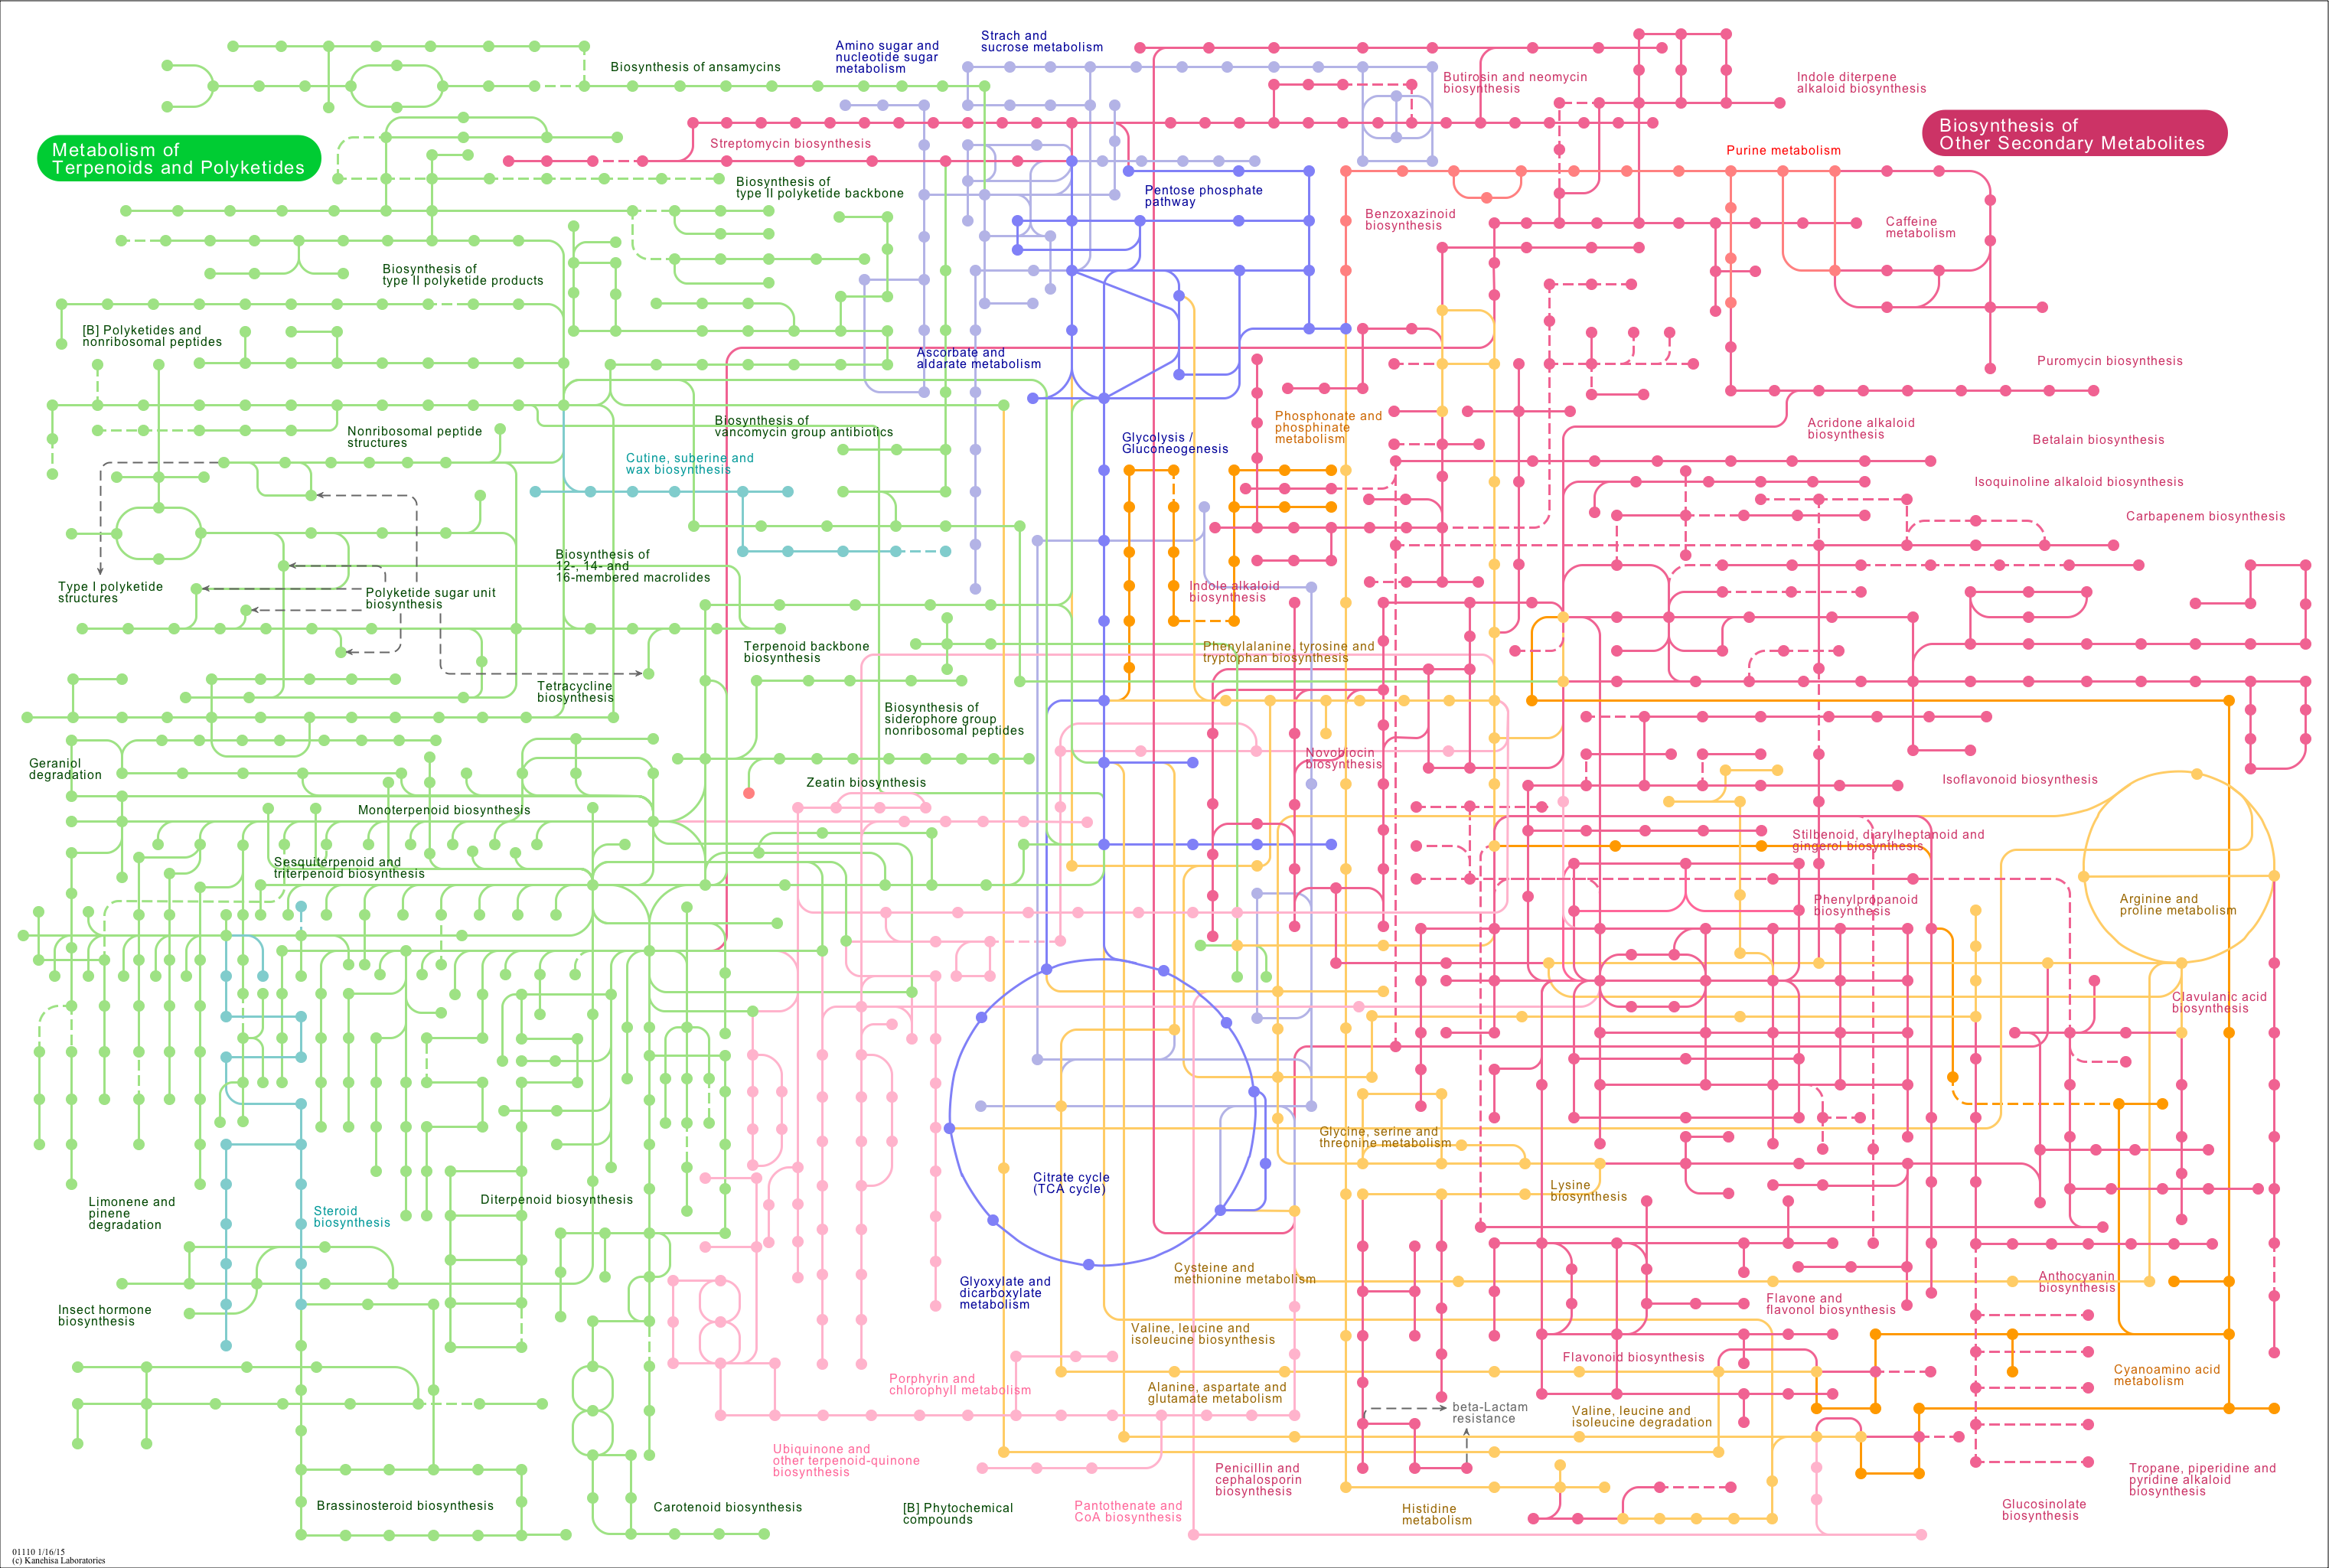 Strach and
sucrose metabolism
Amino sugar and
nucleotide sugar
metabolism
Biosynthesis of ansamycins
Butirosin and neomycin
biosynthesis
Indole diterpene
alkaloid biosynthesis
Metabolism of
Terpenoids and Polyketides
Biosynthesis of
Other Secondary Metabolites
Streptomycin biosynthesis
Purine metabolism
Biosynthesis of
type II polyketide backbone
Pentose phosphate
pathway
Benzoxazinoid
biosynthesis
Caffeine
metabolism
Biosynthesis of
type II polyketide products
[B] Polyketides and
nonribosomal peptides
Ascorbate and
aldarate metabolism
Puromycin biosynthesis
Biosynthesis of
vancomycin group antibiotics
Phosphonate and
phosphinate
metabolism
Acridone alkaloid
biosynthesis
Nonribosomal peptide
structures
Glycolysis /
Gluconeogenesis
Betalain biosynthesis
Cutine, suberine and
wax biosynthesis
Isoquinoline alkaloid biosynthesis
Carbapenem biosynthesis
Biosynthesis of
12-, 14- and
16-membered macrolides
Type I polyketide
structures
Polyketide sugar unit
biosynthesis
Indole alkaloid
biosynthesis
Terpenoid backbone
biosynthesis
Phenylalanine, tyrosine and
tryptophan biosynthesis
Tetracycline
biosynthesis
Biosynthesis of
siderophore group
nonribosomal peptides
Novobiocin
biosynthesis
Geraniol
degradation
Zeatin biosynthesis
Isoflavonoid biosynthesis
Monoterpenoid biosynthesis
Stilbenoid, diarylheptanoid and
gingerol biosynthesis
Sesquiterpenoid and
triterpenoid biosynthesis
Phenylpropanoid
biosynthesis
Arginine and
proline metabolism
Clavulanic acid
biosynthesis
Glycine, serine and
threonine metabolism
Citrate cycle
(TCA cycle)
Lysine
biosynthesis
Limonene and
pinene
degradation
Steroid
biosynthesis
Diterpenoid biosynthesis
Cysteine and
methionine metabolism
Glyoxylate and
dicarboxylate
metabolism
Anthocyanin
biosynthesis
Insect hormone
biosynthesis
Flavone and
flavonol biosynthesis
Valine, leucine and
isoleucine biosynthesis
Flavonoid biosynthesis
Cyanoamino acid
metabolism
Porphyrin and
chlorophyll metabolism
Alanine, aspartate and
glutamate metabolism
beta-Lactam
resistance
Valine, leucine and
isoleucine degradation
Ubiquinone and
other terpenoid-quinone
biosynthesis
Penicillin and
cephalosporin
biosynthesis
Tropane, piperidine and
pyridine alkaloid
biosynthesis
Brassinosteroid biosynthesis
Carotenoid biosynthesis
[B] Phytochemical
compounds
Pantothenate and
CoA biosynthesis
Histidine
metabolism
Glucosinolate
biosynthesis
01110 1/16/15
(c) Kanehisa Laboratories